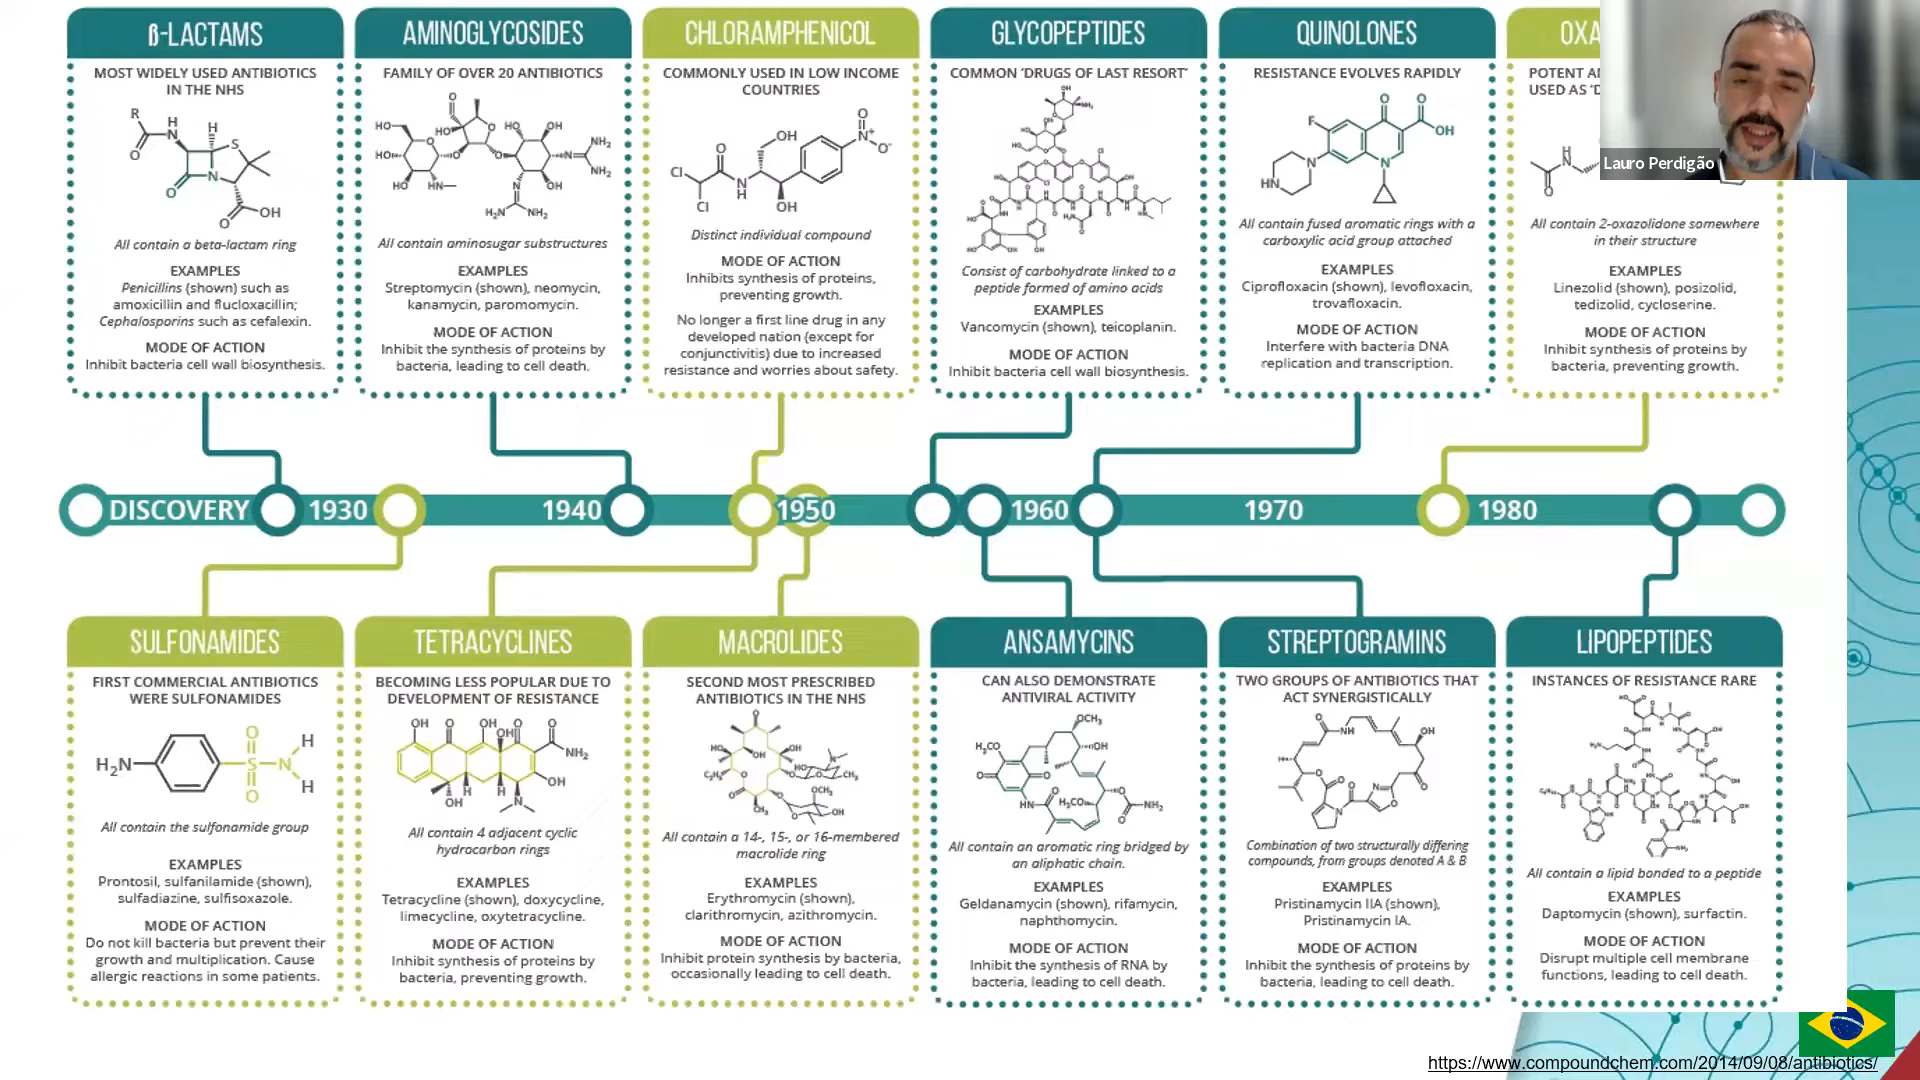 ß-LACTAMS
MOST WIDELY USED ANTIBIOTICS
IN THE NHS
All contain a beta-lactam ring
EXAMPLES
Penicillins (shown) such as
amoxicillin and flucloxacillin;
Cephalosporins such as cefalexin.
MODE OF ACTION
Inhibit bacteria cell wall biosynthesis.
AMINOGLYCOSIDES
FAMILY OF OVER 20 ANTIBIOTICS
All contain aminosugar substructures
EXAMPLES
Streptomycin (shown), neomycin,
kanamycin, paromomycin.
MODE OF ACTION
Inhibit the synthesis of proteins by
bacteria, leading to cell death.
CHLORAMPHENICOL
COMMONLY USED IN LOW INCOME
COUNTRIES
Distinct individual compound
MODE OF ACTION
Inhibits synthesis of proteins,
preventing growth.
No longer a first line drug in any
developed nation (except for
conjunctivitis) due to increased
resistance and worries about safety.
GLYCOPEPTIDES
COMMON 'DRUGS OF LAST RESORT'
Consist of carbohydrate linked to a
peptide formed of amino acids
EXAMPLES
Vancomycin (shown), teicoplanin.
MODE OF ACTION
Inhibit bacteria cell wall biosynthesis.
QUINOLONES
RESISTANCE EVOLVES RAPIDLY
All contain fused aromatic rings with a
carboxylic acid group attached
EXAMPLES
Ciprofloxacin (shown), levofloxacin,
trovafloxacin.
MODE OF ACTION
Interfere with bacteria DNA
replication and transcription.
OXA
POTENT A
USED AS 'D
Lauro Perdigão
All contain 2-oxazolidone somewhere
in their structure
EXAMPLES
Linezolid (shown), posizolid,
tedizolid, cycloserine.
MODE OF ACTION
Inhibit synthesis of proteins by
bacteria, preventing growth.
DISCOVERY 1930 1940 1950 1960 1970 1980
SULFONAMIDES
FIRST COMMERCIAL ANTIBIOTICS
WERE SULFONAMIDES
All contain the sulfonamide group
EXAMPLES
Prontosil, sulfanilamide (shown),
sulfadiazine, sulfisoxazole.
MODE OF ACTION
Do not kill bacteria but prevent their
growth and multiplication. Cause
allergic reactions in some patients.
TETRACYCLINES
BECOMING LESS POPULAR DUE TO
DEVELOPMENT OF RESISTANCE
All contain 4 adjacent cyclic
hydrocarbon rings
EXAMPLES
Tetracycline (shown), doxycycline,
limecycline, oxytetracycline.
MODE OF ACTION
Inhibit synthesis of proteins by
bacteria, preventing growth.
MACROLIDES
SECOND MOST PRESCRIBED
ANTIBIOTICS IN THE NHS
All contain a 14-, 15-, or 16-membered
macrolide ring
EXAMPLES
Erythromycin (shown),
clarithromycin, azithromycin.
MODE OF ACTION
Inhibit protein synthesis by bacteria,
occasionally leading to cell death.
ANSAMYCINS
CAN ALSO DEMONSTRATE
ANTIVIRAL ACTIVITY
All contain an aromatic ring bridged by
an aliphatic chain.
EXAMPLES
Geldanamycin (shown), rifamycin,
naphthomycin.
MODE OF ACTION
Inhibit the synthesis of RNA by
bacteria, leading to cell death.
STREPTOGRAMINS
TWO GROUPS OF ANTIBIOTICS THAT
ACT SYNERGISTICALLY
Combination of two structurally differing
compounds, from groups denoted A & B
EXAMPLES
Pristinamycin IIA (shown),
Pristinamycin IA.
MODE OF ACTION
Inhibit the synthesis of proteins by
bacteria, leading to cell death.
LIPOPEPTIDES
INSTANCES OF RESISTANCE RARE
All contain a lipid bonded to a peptide
EXAMPLES
Daptomycin (shown), surfactin.
MODE OF ACTION
Disrupt multiple cell membrane
functions, leading to cell death.
https://www.compoundchem.com/2014/09/08/antibiotics/